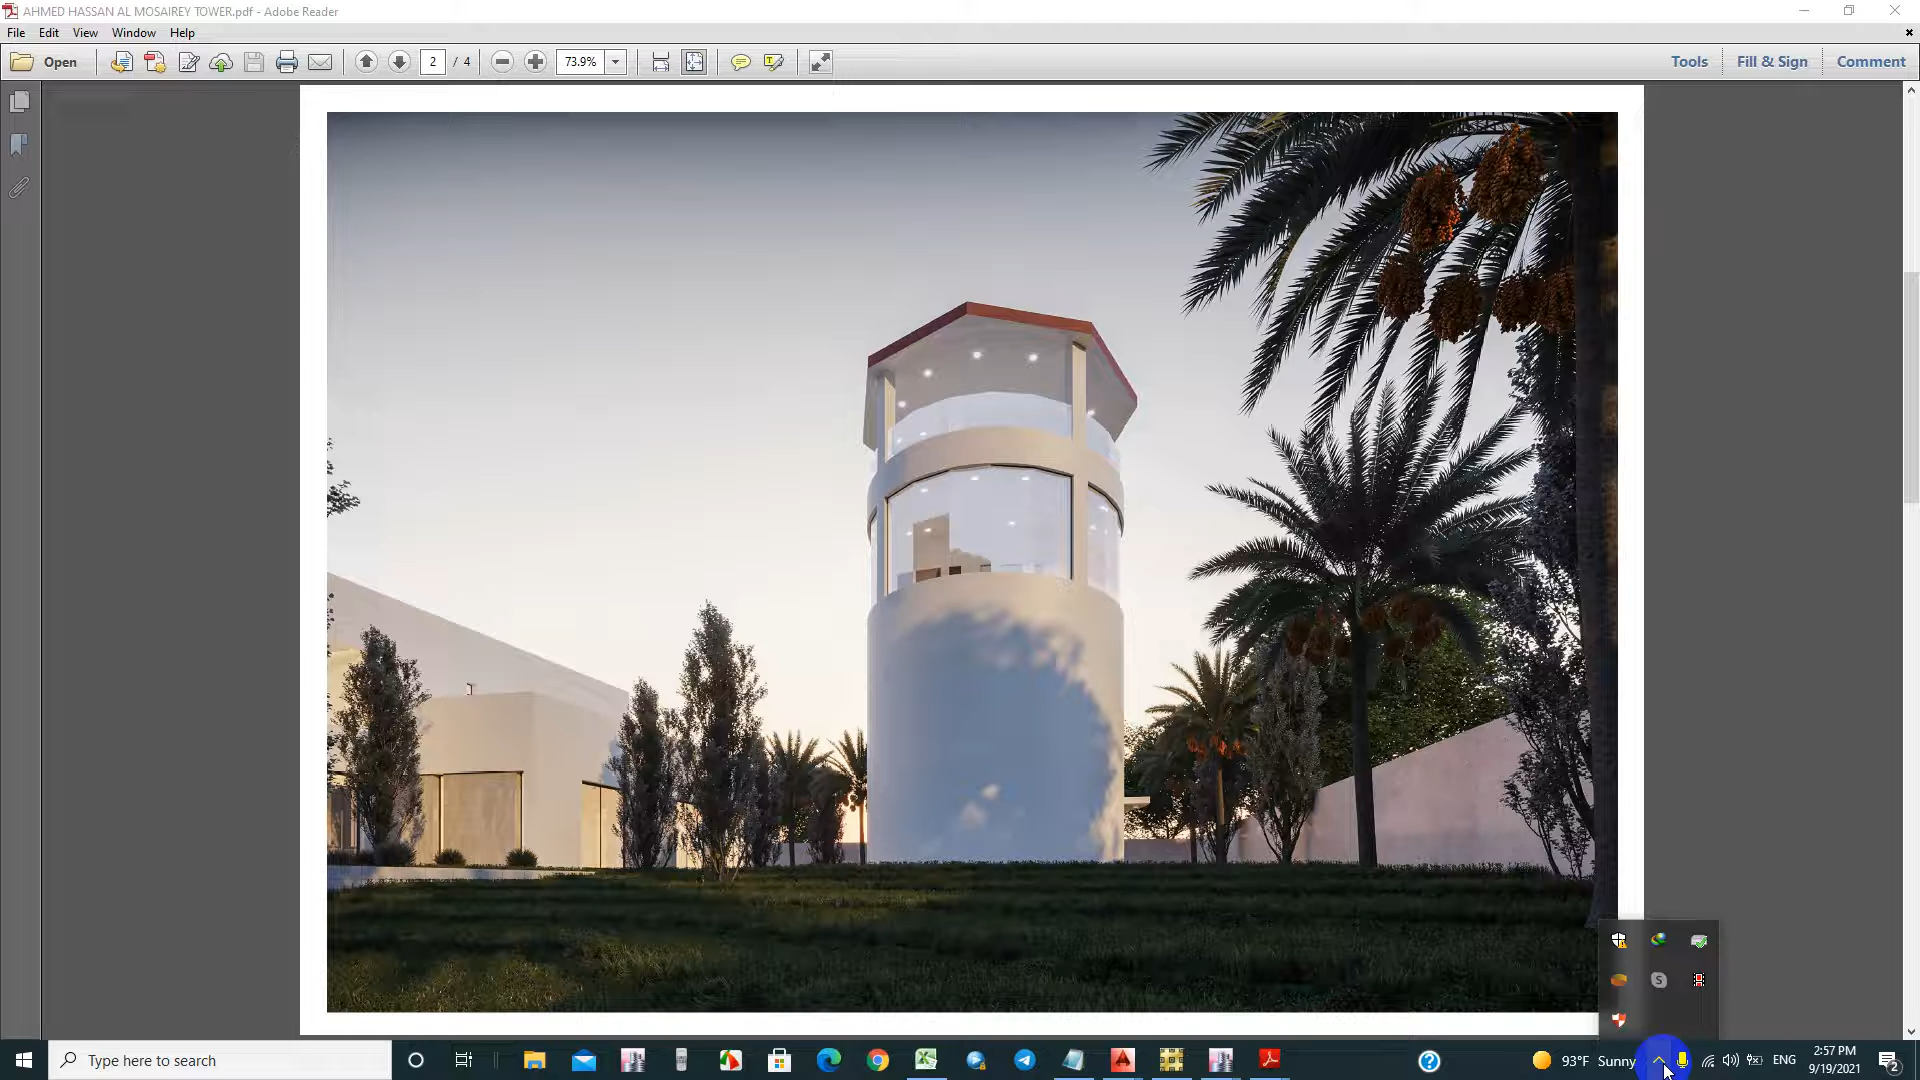 AHMED HASSAN AL MOSAIREY TOWER.pdf - Adobe Reader
File Edit View Window Help
Open 2 / 4 73.9% Tools Fill & Sign Comment
Type here to search
93°F Sunny ENG 2:57 PM
9/19/2021 2